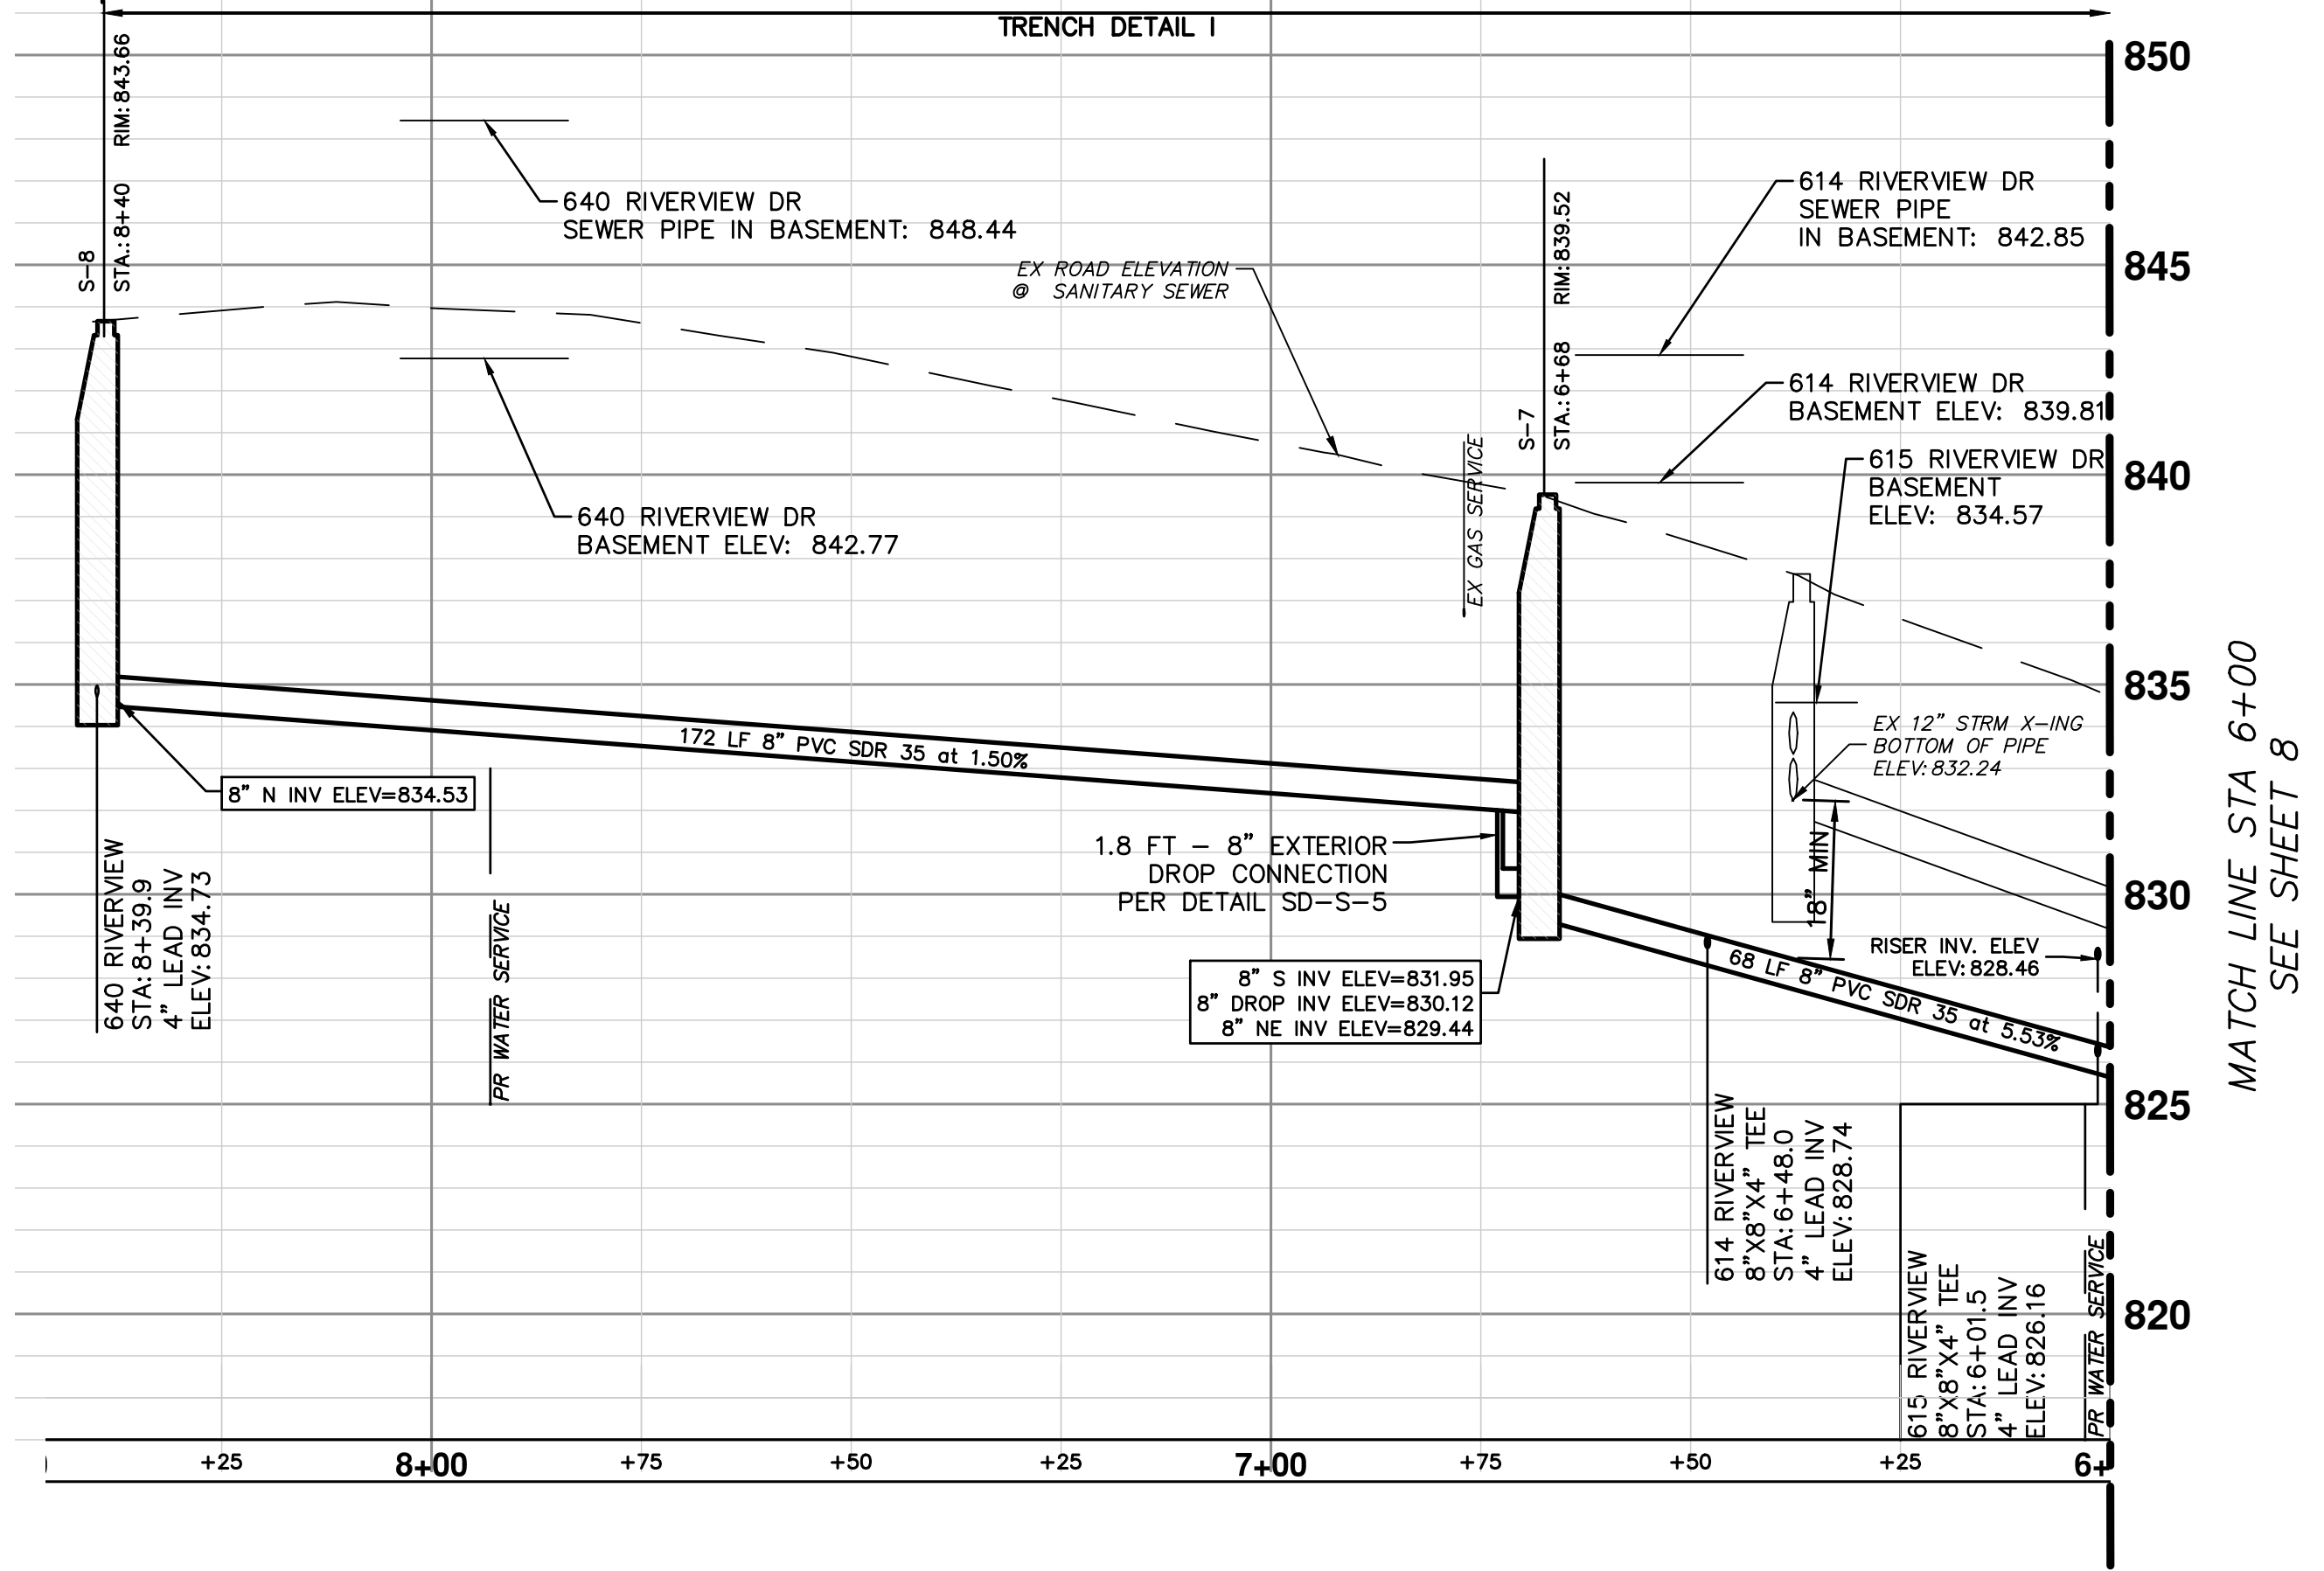 TRENCH DETAIL I
850
845
840
835
830
825
820
S-8
STA.:8+40 RIM:843.66
640 RIVERVIEW DR
SEWER PIPE IN BASEMENT: 848.44
EX ROAD ELEVATION
@ SANITARY SEWER
S-7
STA.:6+68 RIM:839.52
614 RIVERVIEW DR
SEWER PIPE
IN BASEMENT: 842.85
614 RIVERVIEW DR
BASEMENT ELEV: 839.81
615 RIVERVIEW DR
BASEMENT
ELEV: 834.57
640 RIVERVIEW DR
BASEMENT ELEV: 842.77
EX GAS SERVICE
172 LF 8" PVC SDR 35 at 1.50%
8" N INV ELEV=834.53
EX 12" STRM X-ING
BOTTOM OF PIPE
ELEV:832.24
18" MIN
1.8 FT - 8" EXTERIOR
DROP CONNECTION
PER DETAIL SD-S-5
640 RIVERVIEW
STA:8+39.9
4" LEAD INV
ELEV:834.73
PR WATER SERVICE
8" S INV ELEV=831.95
8" DROP INV ELEV=830.12
8" NE INV ELEV=829.44
RISER INV. ELEV
ELEV:828.46
68 LF 8" PVC SDR 35 at 5.53%
614 RIVERVIEW
8"X8"X4" TEE
STA:6+48.0
4" LEAD INV
ELEV:828.74
615 RIVERVIEW
8"X8"X4" TEE
STA:6+01.5
4" LEAD INV
ELEV:826.16
PR WATER SERVICE
MATCH LINE STA 6+00
SEE SHEET 8
+25
8+00
+75
+50
+25
7+00
+75
+50
+25
6+